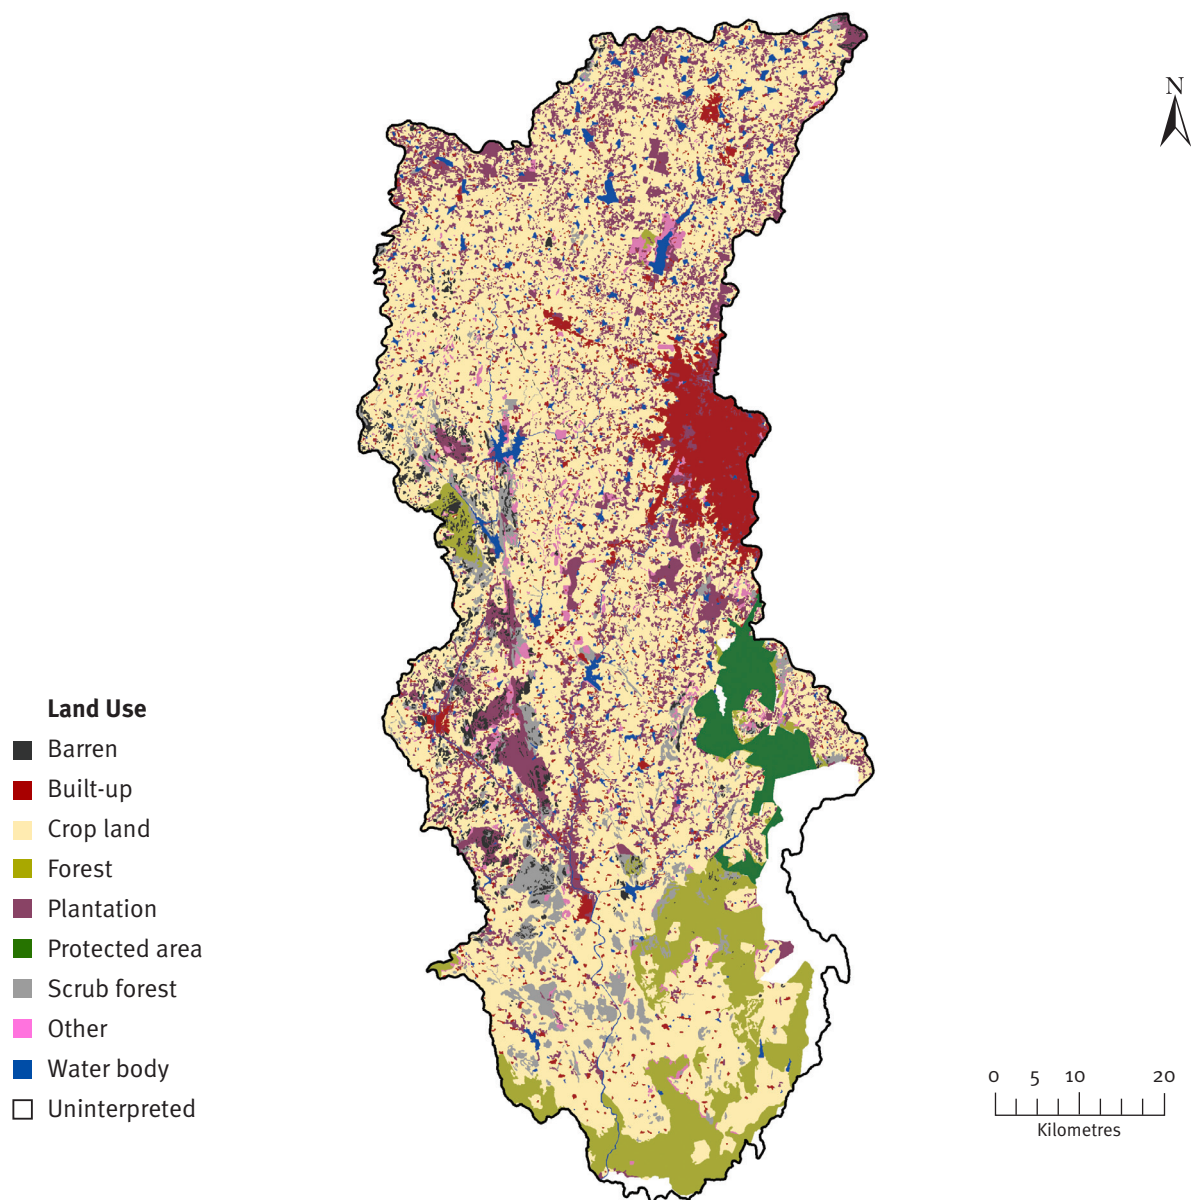 N
Land Use
Barren
Built-up
Crop land
Forest
Plantation
Protected area
Scrub forest
Other
Water body
Uninterpreted
0 5 10 20
Kilometres